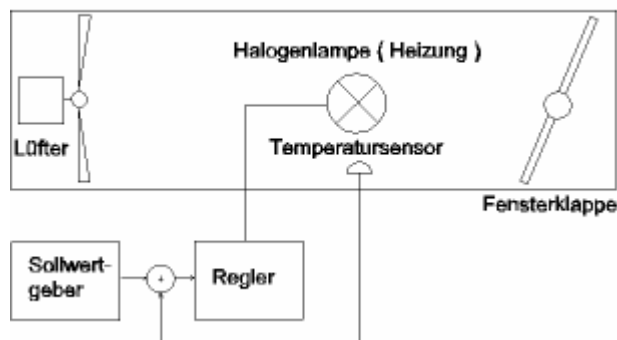 Halogenlampe ( Heizung )
Lüfter
Temperatursensor
Fensterklappe
Sollwert-
geber
+
Regler